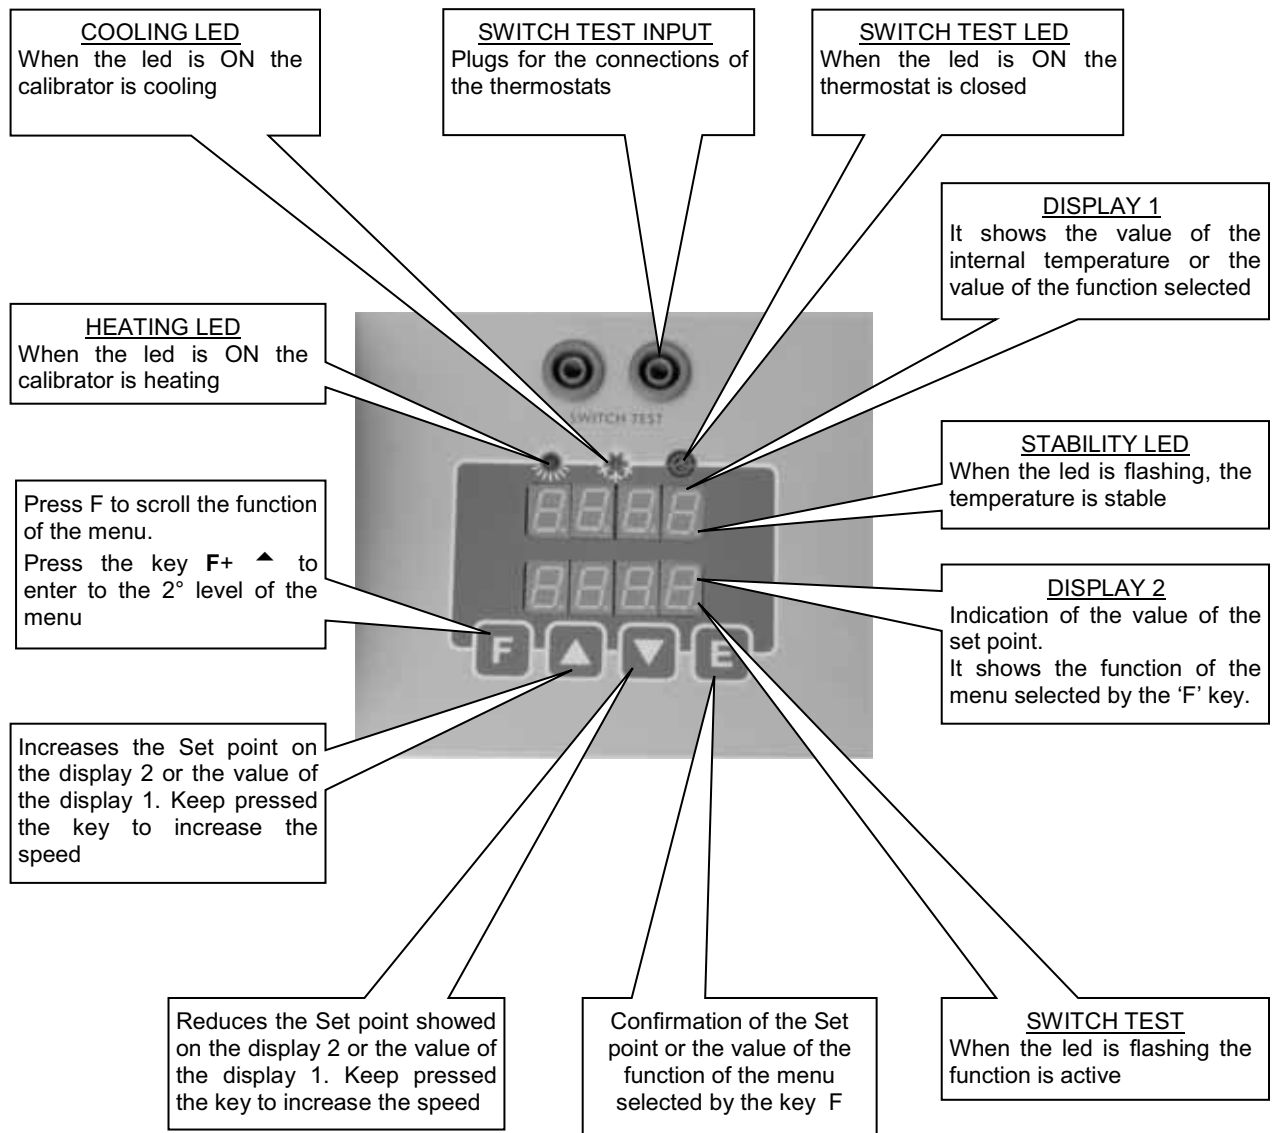 COOLING LED
When the led is ON the
calibrator is cooling
SWITCH TEST INPUT
Plugs for the connections of
the thermostats
SWITCH TEST LED
When the led is ON the
thermostat is closed
DISPLAY 1
It shows the value of the
internal temperature or the
value of the function selected
HEATING LED
When the led is ON the
calibrator is heating
SWITCH TEST
STABILITY LED
When the led is flashing, the
temperature is stable
Press F to scroll the function
of the menu.
Press the key F+ ▲ to
enter to the 2° level of the
menu
8.8.8.8
8888
DISPLAY 2
Indication of the value of the
set point.
It shows the function of the
menu selected by the ‘F’ key.
F ▲ ▼ E
Increases the Set point on
the display 2 or the value of
the display 1. Keep pressed
the key to increase the
speed
Reduces the Set point showed
on the display 2 or the value of
the display 1. Keep pressed
the key to increase the speed
Confirmation of the Set
point or the value of the
function of the menu
selected by the key F
SWITCH TEST
When the led is flashing the
function is active